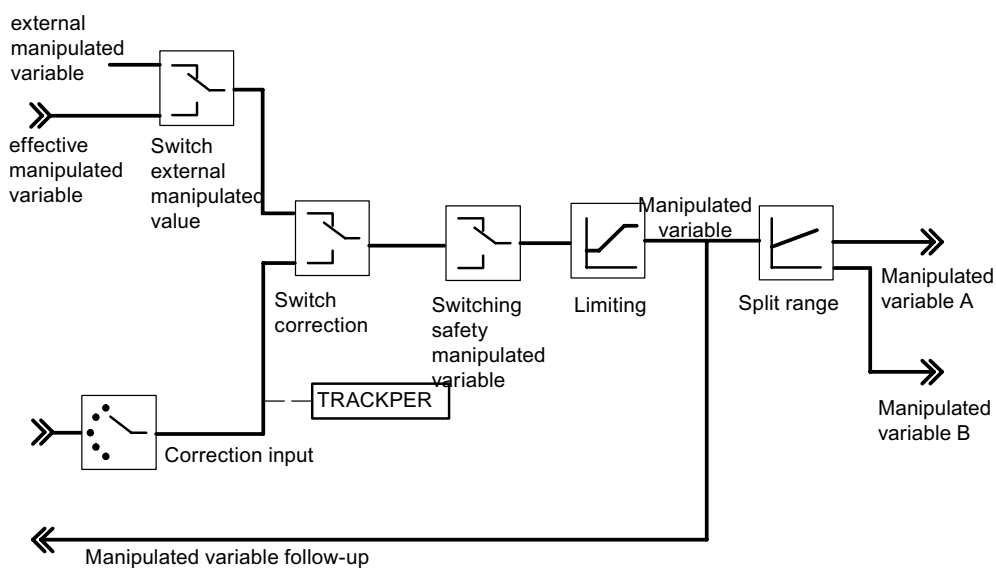 external
manipulated
variable
effective
manipulated
variable
Switch
external
manipulated
value
Switch
correction
Switching
safety
manipulated
variable
Limiting
Manipulated
variable
Split range
Manipulated
variable A
Manipulated
variable B
TRACKPER
Correction input
Manipulated variable follow-up